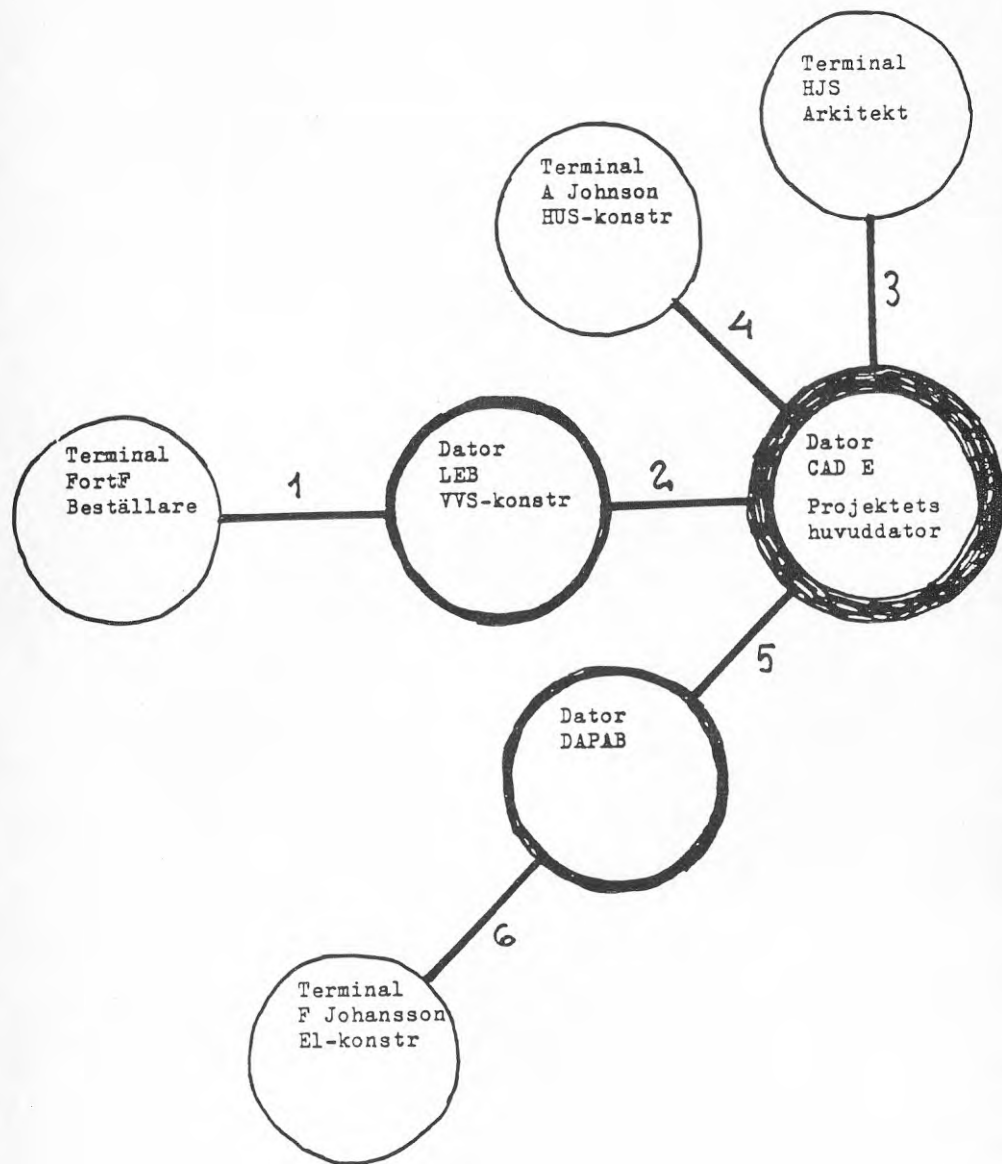 Terminal
HJS
Arkitekt
Terminal
A Johnson
HUS-konstr
3
4
Terminal
FortF
Beställare
1
Dator
LEB
VVS-konstr
2
Dator
CAD E
Projektets
huvuddator
5
Dator
DAPAB
6
Terminal
F Johansson
El-konstr